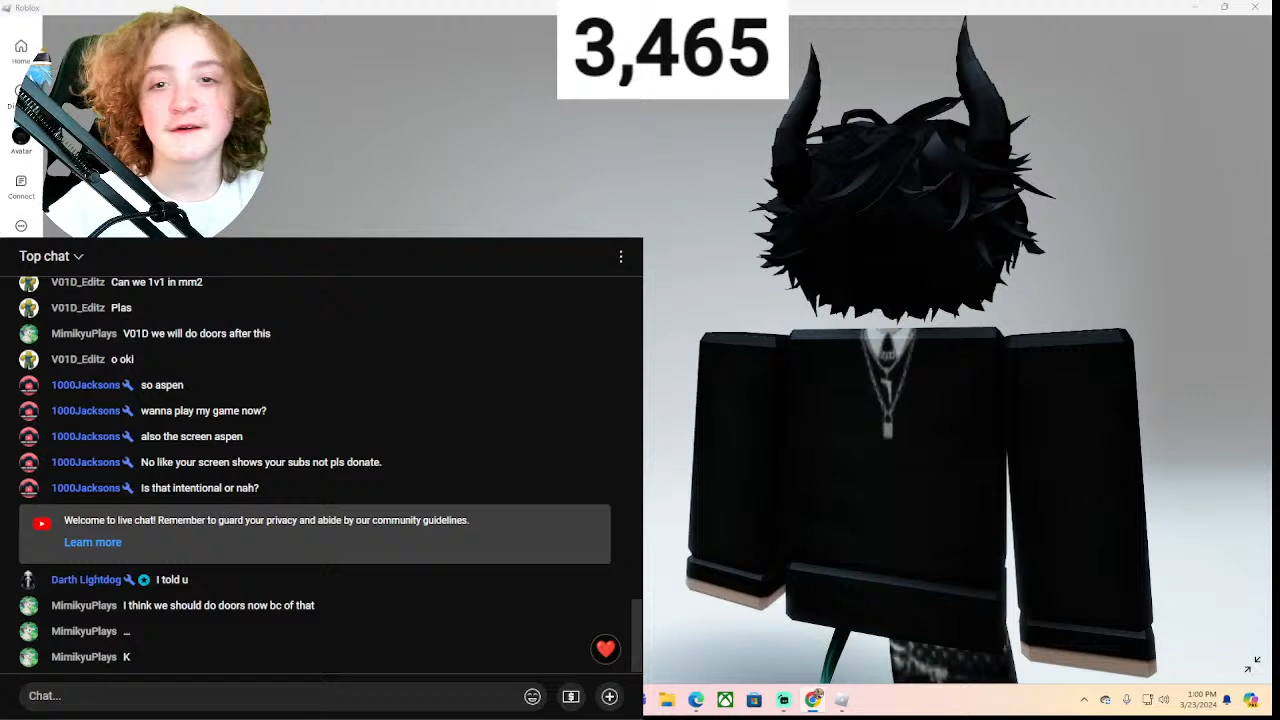 Roblox
3,465
Home
Avatar
Connect
Top chat
V01D_Editz Can we 1v1 in mm2
V01D_Editz Plas
MimikyuPlays V01D we will do doors after this
V01D_Editz o oki
1000Jacksons so aspen
1000Jacksons wanna play my game now?
1000Jacksons also the screen aspen
1000Jacksons No like your screen shows your subs not pls donate.
1000Jacksons Is that intentional or nah?
Welcome to live chat! Remember to guard your privacy and abide by our community guidelines.
Learn more
Darth Lightdog I told u
MimikyuPlays I think we should do doors now bc of that
MimikyuPlays ...
MimikyuPlays K
Chat...
1:00 PM
3/23/2024